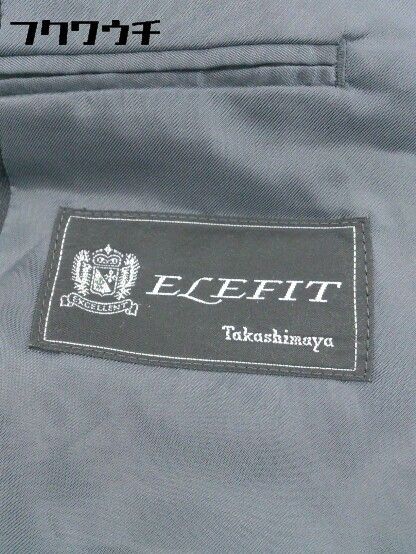 フクワウチ
EXCELLENT
ELEFIT
Takashimaya